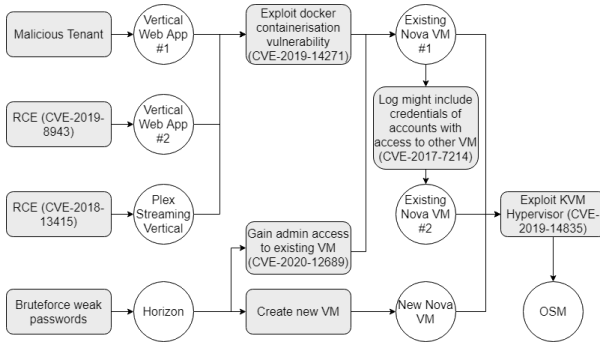 Malicious Tenant
Vertical
Web App
#1
Exploit docker
containerisation
vulnerability
(CVE-2019-14271)
Existing
Nova VM
#1
RCE (CVE-2019-
8943)
Vertical
Web App
#2
Log might include
credentials of
accounts with
access to other VM
(CVE-2017-7214)
RCE (CVE-2018-
13415)
Plex
Streaming
Vertical
Existing
Nova VM
#2
Exploit KVM
Hypervisor (CVE-
2019-14835)
Gain admin access
to existing VM
(CVE-2020-12689)
Bruteforce weak
passwords
Horizon
Create new VM
New Nova
VM
OSM